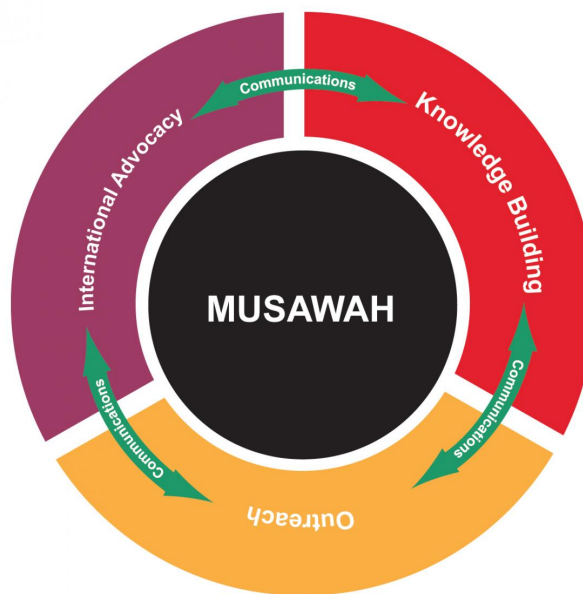 Communications
International Advocacy
Knowledge Building
MUSAWAH
Communications
Communications
Outreach